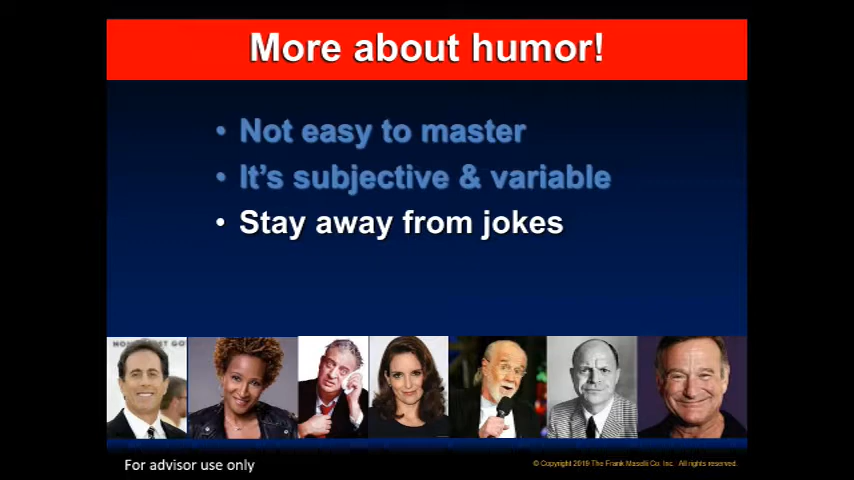 More about humor!
• Not easy to master
• It's subjective & variable
• Stay away from jokes
For advisor use only
© Copyright 2019 The Frank Maselli Co. Inc. All rights reserved.